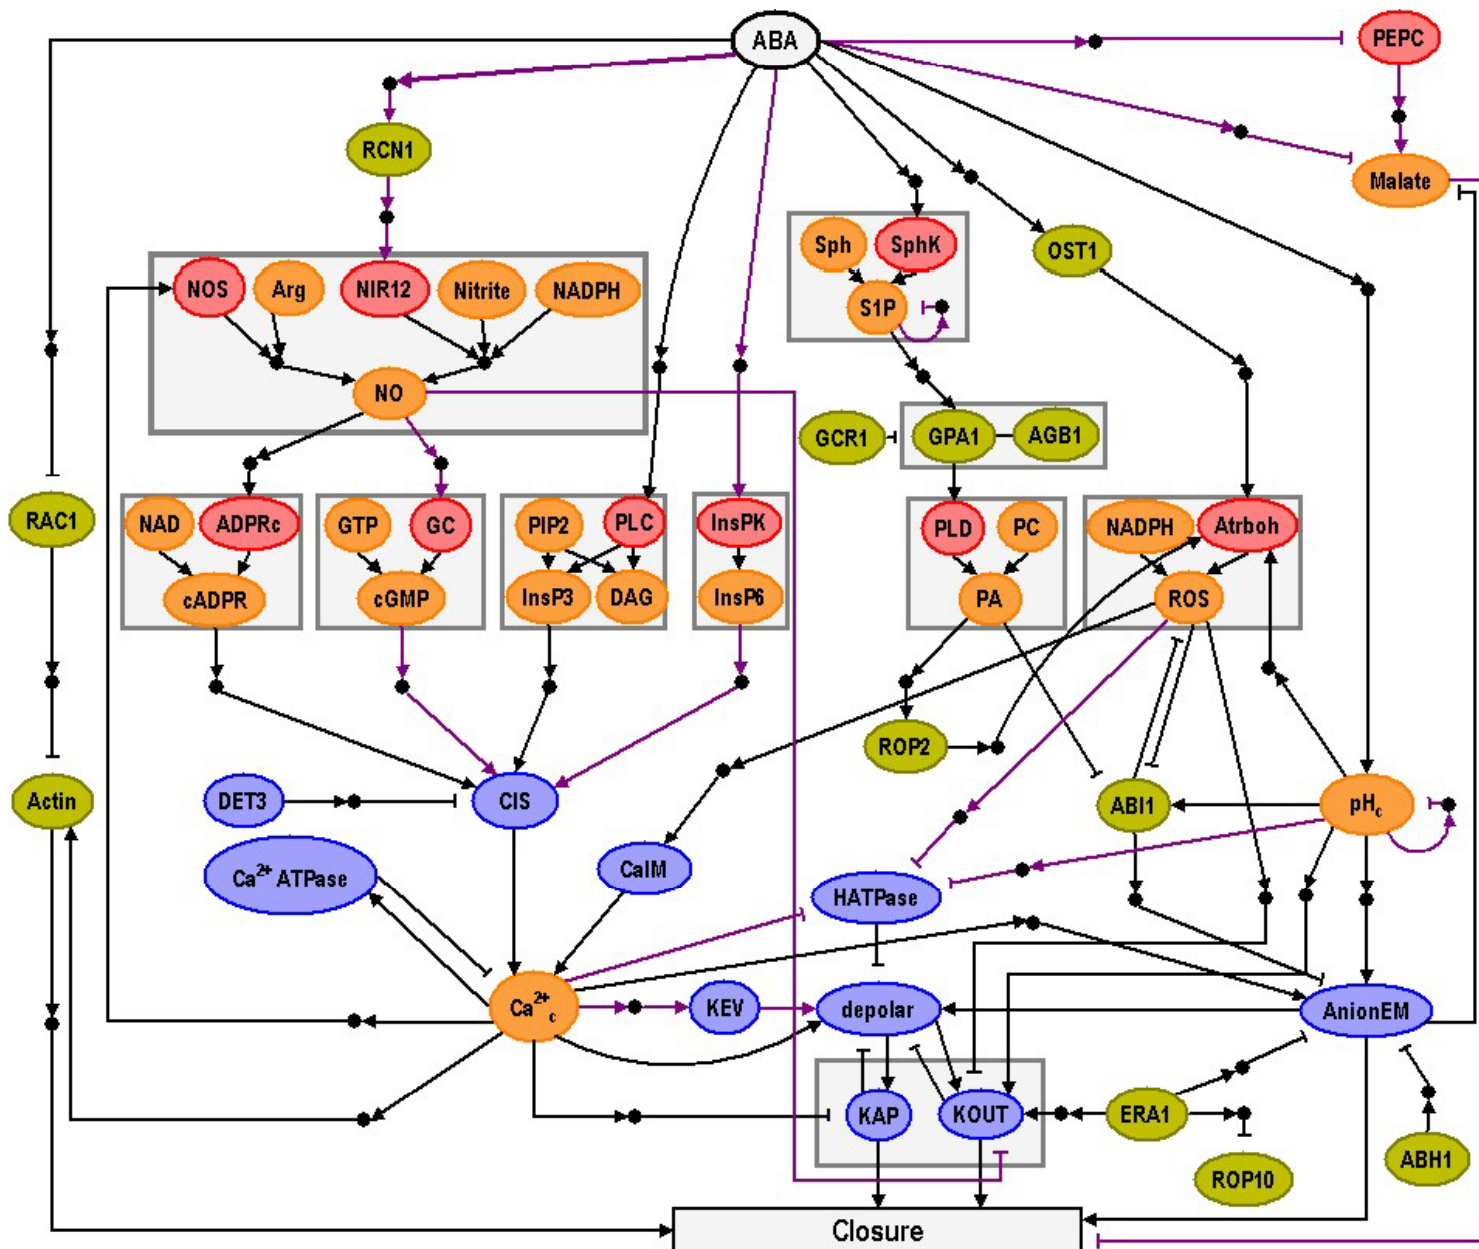 ABA
PEPC
RCN1
Malate
Sph
SphK
OST1
NOS
Arg
NIR12
Nitrite
NADPH
S1P
NO
GCR1
GPA1
AGB1
RAC1
NAD
ADPRc
GTP
GC
PIP2
PLC
InsPK
PLD
PC
NADPH
Atrboh
cADPR
cGMP
InsP3
DAG
InsP6
PA
ROS
ROP2
Actin
DET3
CIS
ABI1
pHc
Ca2+ ATPase
CaIM
HATPase
Ca2+c
KEV
depolar
AnionEM
KAP
KOUT
ERA1
ROP10
ABH1
Closure